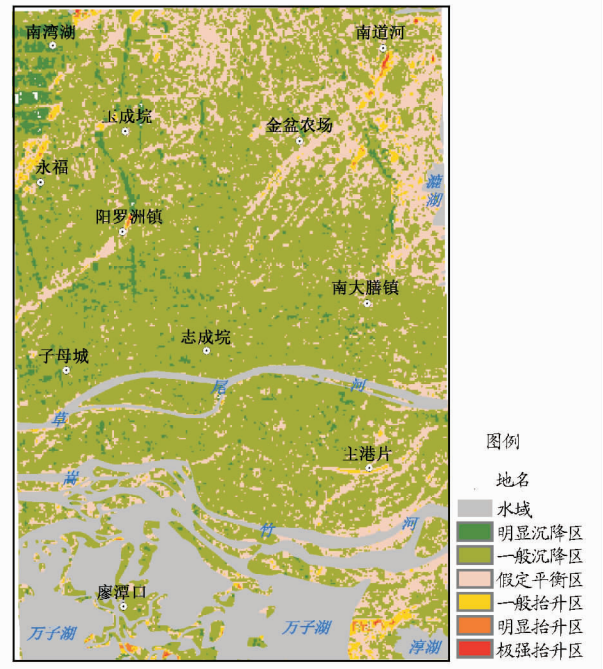 南湾湖
南道河
玉成垸
金盆农场
永福
漉湖
阳罗洲镇
南大膳镇
志成垸
子母城
草
尾
河
主港片
蒿
竹
河
廖潭口
万子湖
万子湖
淳湖
图例
地名
水域
明显沉降区
一般沉降区
假定平衡区
一般抬升区
明显抬升区
极强抬升区